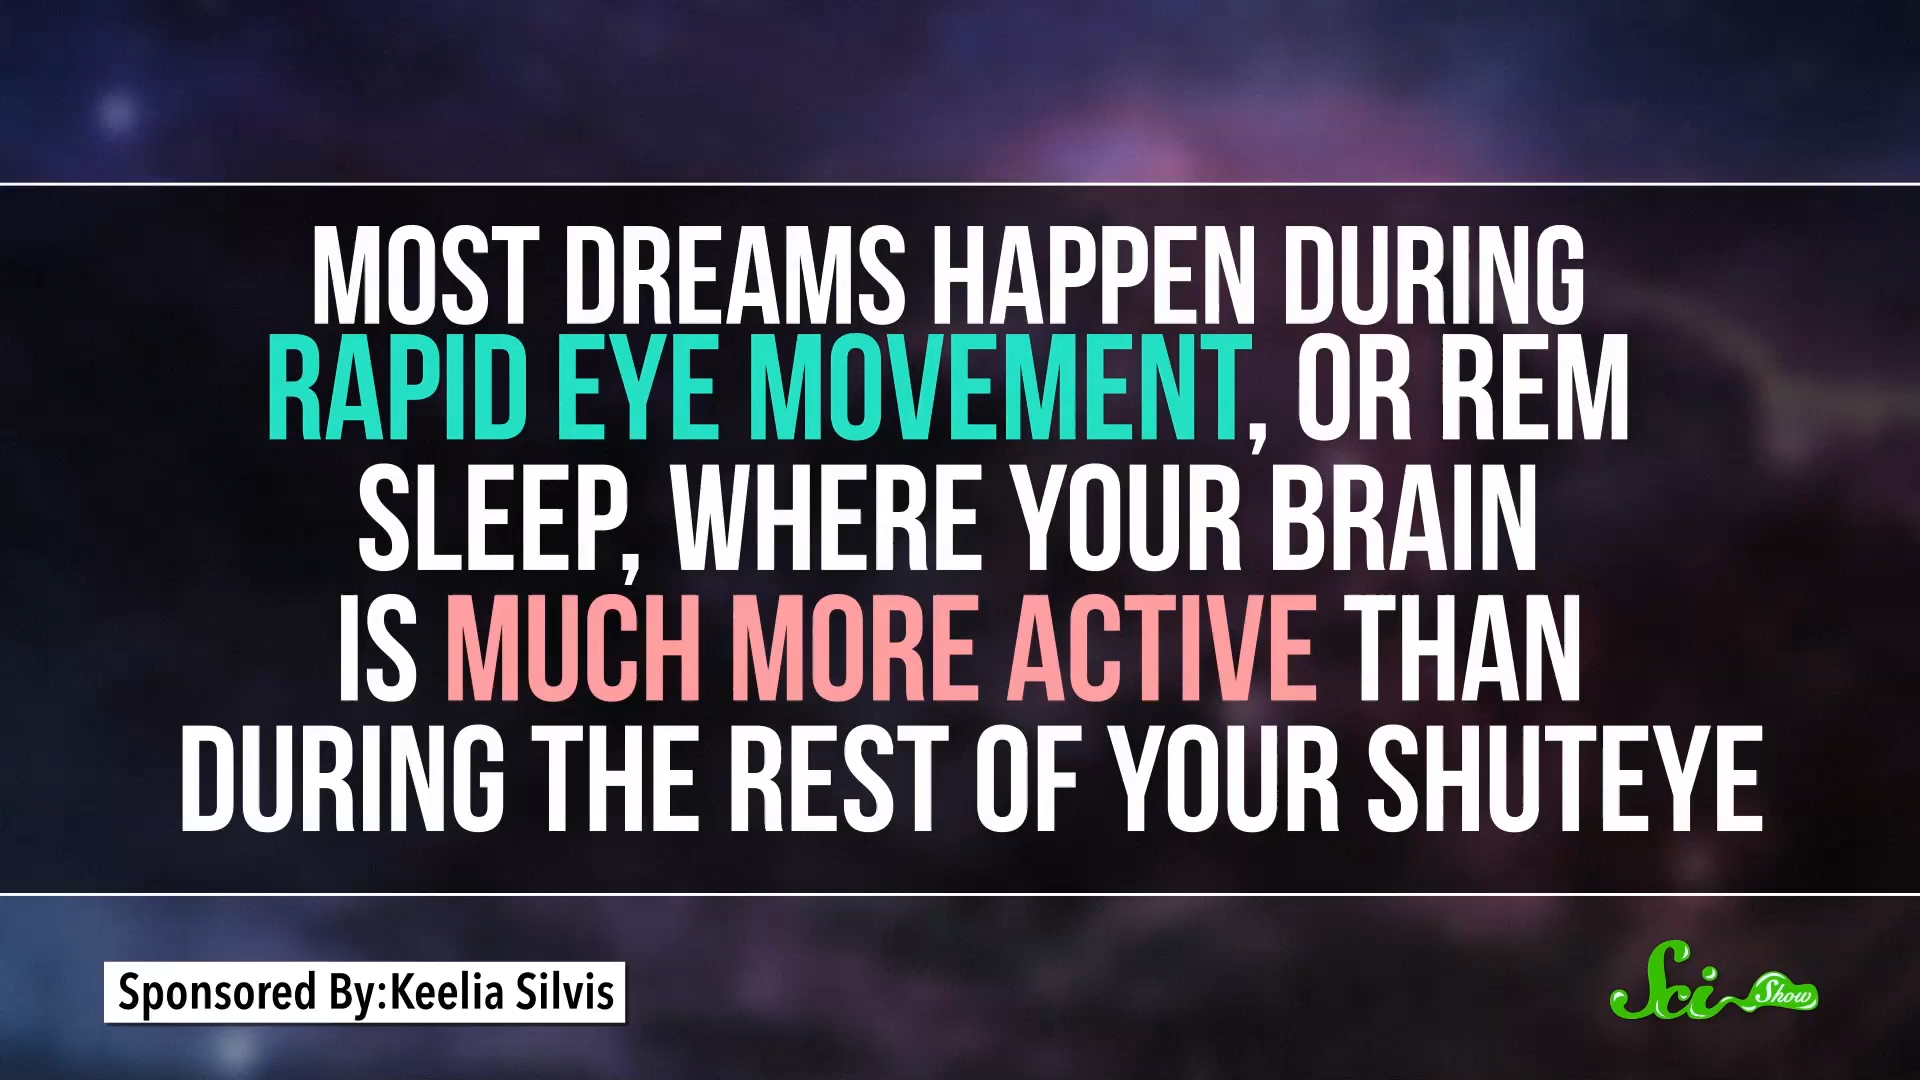 MOST DREAMS HAPPEN DURING
RAPID EYE MOVEMENT, OR REM
SLEEP, WHERE YOUR BRAIN
IS MUCH MORE ACTIVE THAN
DURING THE REST OF YOUR SHUTEYE
Sponsored By:Keelia Silvis
Sci Show